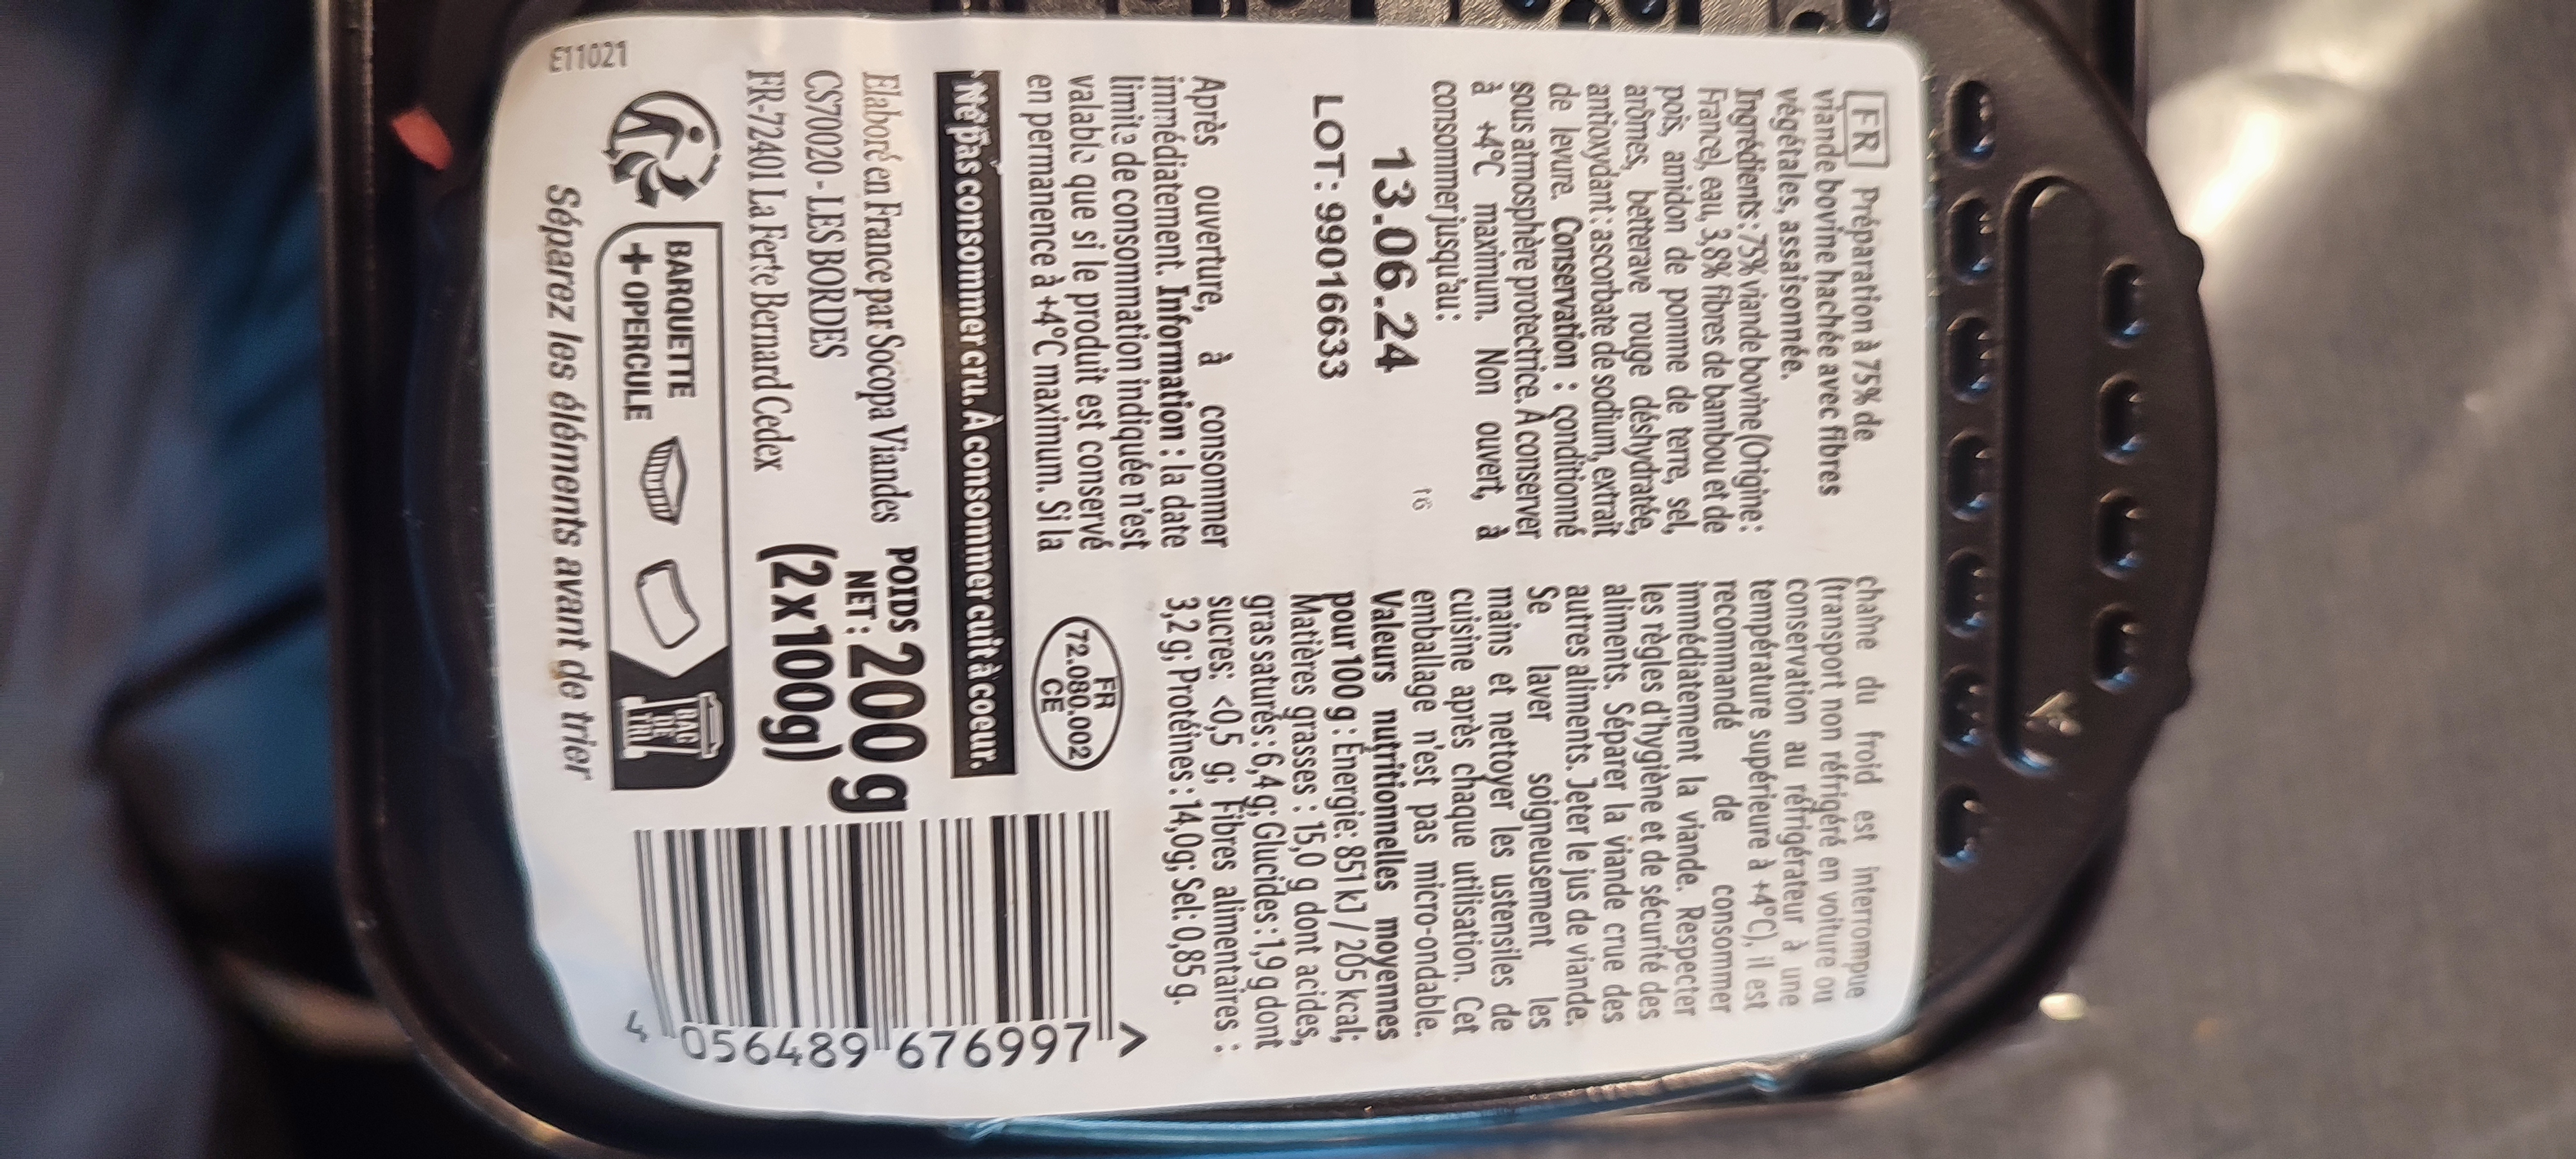 FR Préparation à 75% de
viande bovine hachée avec fibres
végétales, assaisonnée.
Ingrédients : 75% viande bovine (Origine :
France), eau, 3,8% fibres de bambou et de
pois, amidon de pomme de terre, sel,
arômes, betterave rouge déshydratée,
antioxydant : ascorbate de sodium, extrait
de levure. Conservation : conditionné
sous atmosphère protectrice. À conserver
à +4°C maximum. Non ouvert, à
consommer jusqu'au :
16
13.06.24
LOT : 99016633
Après ouverture, à consommer
immédiatement. Information : la date
limite de consommation indiquée n'est
valable que si le produit est conservé
en permanence à +4°C maximum. Si la
chaîne du froid est interrompue
(transport non réfrigéré en voiture ou
conservation au réfrigérateur à une
température supérieure à +4°C), il est
recommandé de consommer
immédiatement la viande. Respecter
les règles d'hygiène et de sécurité des
aliments. Séparer la viande crue des
autres aliments. Jeter le jus de viande.
Se laver soigneusement les
mains et nettoyer les ustensiles de
cuisine après chaque utilisation. Cet
emballage n'est pas micro-ondable.
Valeurs nutritionnelles moyennes
pour 100 g : Énergie: 851 kJ / 205 kcal;
Matières grasses : 15,0 g dont acides,
gras saturés : 6,4 g; Glucides : 1,9 g dont
sucres: <0,5 g; Fibres alimentaires :
3,2 g; Protéines : 14,0g; Sel: 0,85 g.
FR
72.080.002
CE
Ne pas consommer cru. À consommer cuit à coeur.
Elaboré en France par Socopa Viandes
CS70020 - LES BORDES
FR-72401 La Ferte Bernard Cedex
POIDS
NET : 200 g
(2x100g)
BARQUETTE
+ OPERCULE
BAC
DE
TRI
Séparez les éléments avant de trier
E11021
4 056489 676997 >